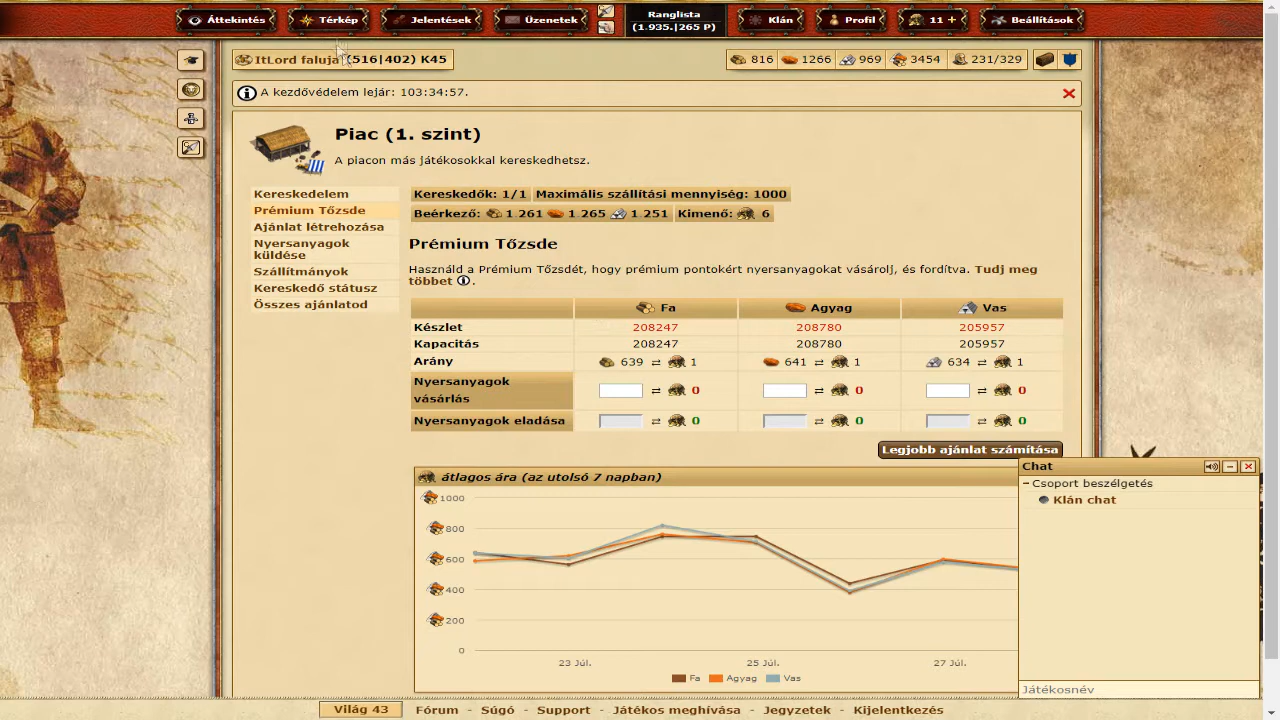 Áttekintés Térkép Jelentések Üzenetek Ranglista Klán Profil 11 + Beállítások
(1.935.|265 P)
ItLord faluja (516|402) K45 816 1266 969 3454 231/329
A kezdővédelem lejár: 103:34:57.
Piac (1. szint)
A piacon más játékosokkal kereskedhetsz.
Kereskedelem
Prémium Tőzsde
Ajánlat létrehozása
Nyersanyagok
küldése
Szállítmányok
Kereskedő státusz
Összes ajánlatod
Kereskedők: 1/1 Maximális szállítási mennyiség: 1000
Beérkező: 1.261 1.265 1.251 Kimenő: 6
Prémium Tőzsde
Használd a Prémium Tőzsdét, hogy prémium pontokért nyersanyagokat vásárolj, és fordítva. Tudj meg
többet .
Fa Agyag Vas
Készlet 208247 208780 205957
Kapacitás 208247 208780 205957
Arány 639 ⇄ 1 641 ⇄ 1 634 ⇄ 1
Nyersanyagok
vásárlás ⇄ 0 ⇄ 0 ⇄ 0
Nyersanyagok eladása ⇄ 0 ⇄ 0 ⇄ 0
Legjobb ajánlat számítása
átlagos ára (az utolsó 7 napban)
1000
800
600
400
200
0
23 Júl. 25 Júl. 27 Júl.
Fa Agyag Vas
Chat
Csoport beszélgetés
Klán chat
Játékosnév
Világ 43 Fórum - Súgó - Support - Játékos meghívása - Jegyzetek - Kijelentkezés